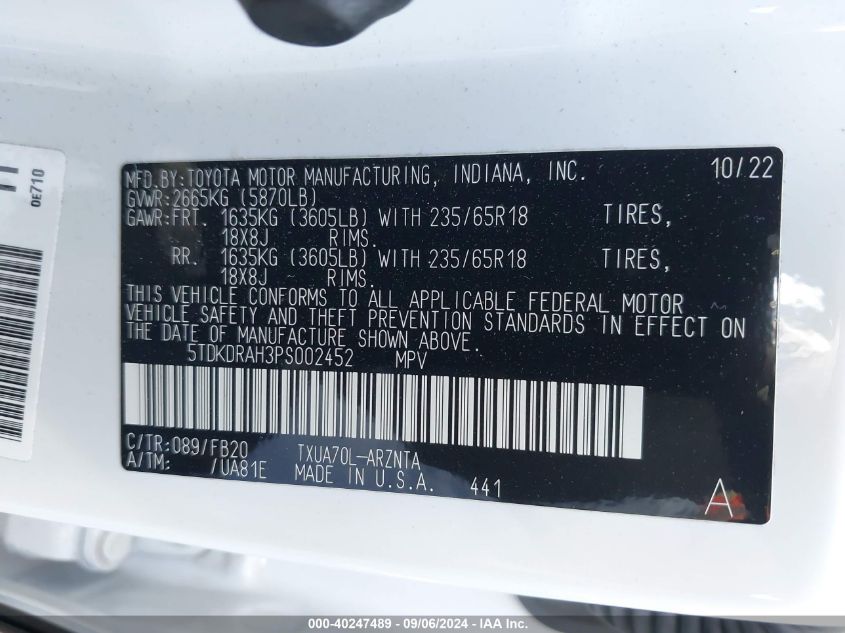 MFD.BY:TOYOTA MOTOR MANUFACTURING, INDIANA, INC. 10/22
GVWR:2665KG (5870LB)
GAWR:FRT. 1635KG (3605LB) WITH 235/65R18 TIRES,
18X8J RIMS.
RR. 1635KG (3605LB) WITH 235/65R18 TIRES,
18X8J RIMS.
THIS VEHICLE CONFORMS TO ALL APPLICABLE FEDERAL MOTOR
VEHICLE SAFETY AND THEFT PREVENTION STANDARDS IN EFFECT ON
THE DATE OF MANUFACTURE SHOWN ABOVE.
5TDKDRAH3PS002452 MPV
C/TR:089/FB20 TXUA70L-ARZNTA
A/TM: /UA81E MADE IN U.S.A. 441
A
0E710
000-40247489 - 09/06/2024 - IAA Inc.